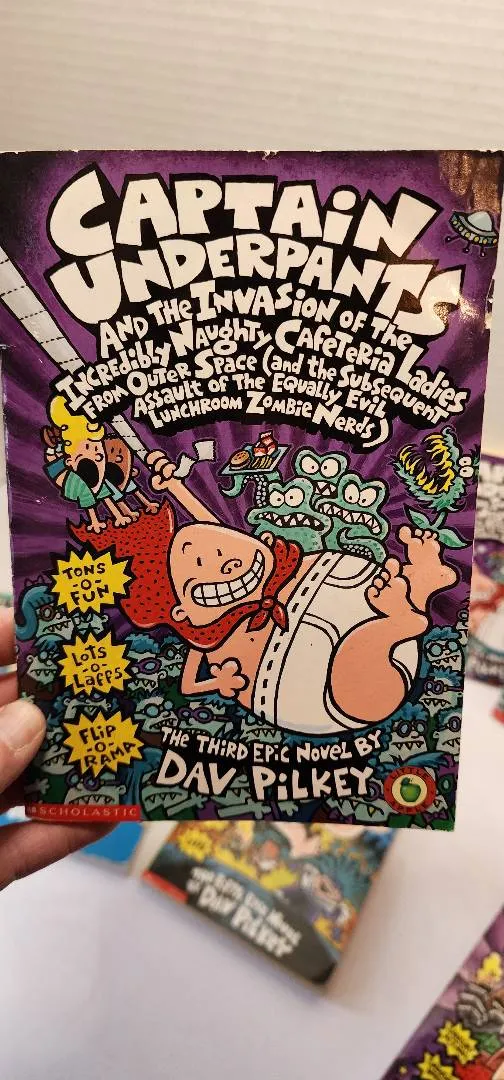 CAPTAIN
UNDERPANTS
AND THE INVASION OF THE
INCREDIBLY NAUGHTY CAFETERIA LADIES
FROM OUTER SPACE (and the Subsequent
Assault of The Equally Evil
LUNCHROOM ZOMBIE NERDS)
TONS
-O-
FUN
LOTS
-O-
LAFFS
FLIP
-O-
RAMA
THE THIRD EPIC NOVEL BY
DAV PILKEY
SCHOLASTIC
DAV PILKEY